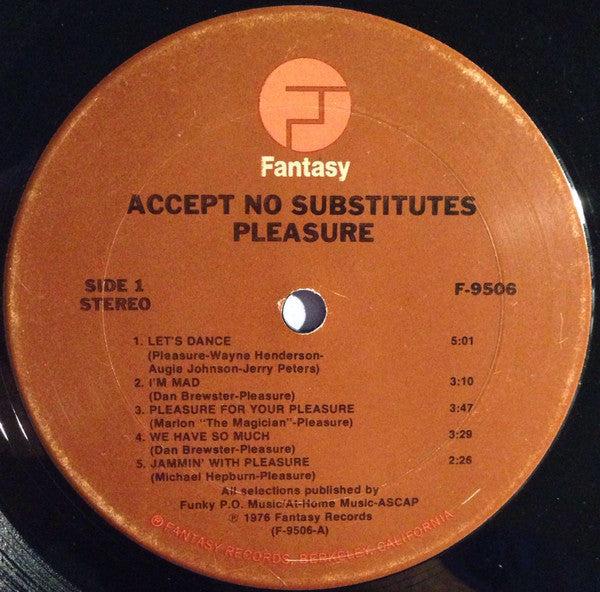 Fantasy
ACCEPT NO SUBSTITUTES
PLEASURE
SIDE 1
STEREO
F-9506
1. LET'S DANCE 5:01
(Pleasure-Wayne Henderson-
Augie Johnson-Jerry Peters)
2. I'M MAD 3:10
(Dan Brewster-Pleasure)
3. PLEASURE FOR YOUR PLEASURE 3:47
(Marlon "The Magician"-Pleasure)
4. WE HAVE SO MUCH 3:29
(Dan Brewster-Pleasure)
5. JAMMIN' WITH PLEASURE 2:26
(Michael Hepburn-Pleasure)
All selections published by
Funky P.O. Music/At-Home Music-ASCAP
℗ 1976 Fantasy Records
(F-9506-A)
® FANTASY RECORDS, BERKELEY, CALIFORNIA